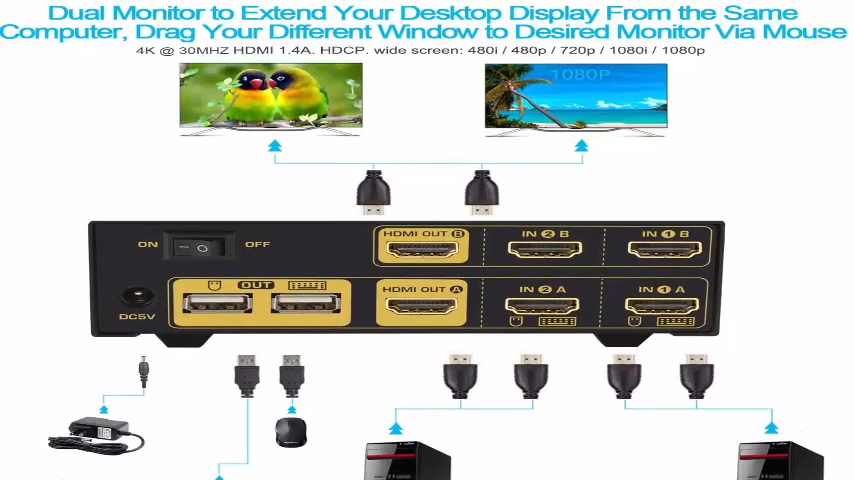 Dual Monitor to Extend Your Desktop Display From the Same
Computer, Drag Your Different Window to Desired Monitor Via Mouse
4K @ 30MHZ HDMI 1.4A. HDCP. wide screen: 480i / 480p / 720p / 1080i / 1080p
1080P
ON OFF
HDMI OUT B IN 2 B IN 1 B
OUT HDMI OUT A IN 2 A IN 1 A
DC5V